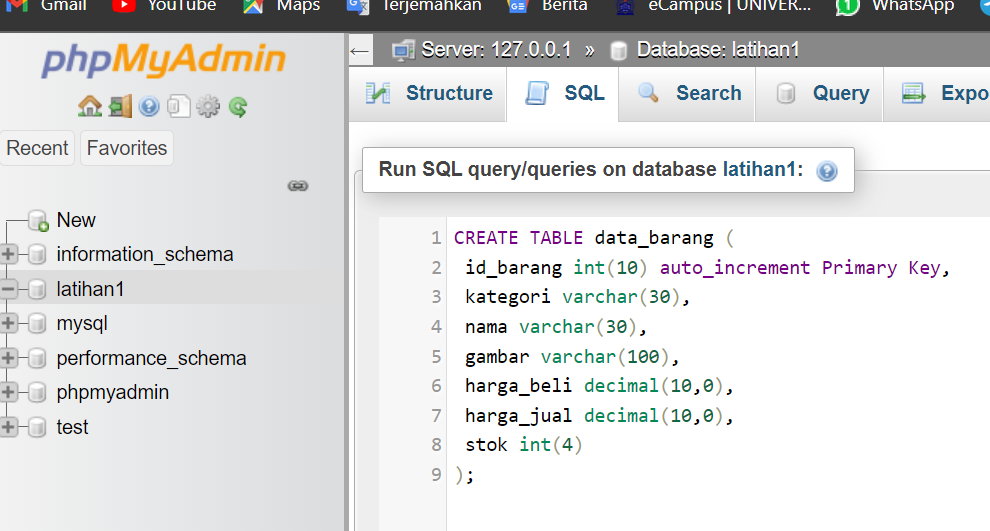 Gmail YouTube Maps Terjemahkan Berita eCampus | UNIVER... WhatsApp
phpMyAdmin
Server: 127.0.0.1 » Database: latihan1
Structure SQL Search Query Expo
Recent Favorites
Run SQL query/queries on database latihan1:
New
information_schema
latihan1
mysql
performance_schema
phpmyadmin
test
1 CREATE TABLE data_barang (
2 id_barang int(10) auto_increment Primary Key,
3 kategori varchar(30),
4 nama varchar(30),
5 gambar varchar(100),
6 harga_beli decimal(10,0),
7 harga_jual decimal(10,0),
8 stok int(4)
9 );